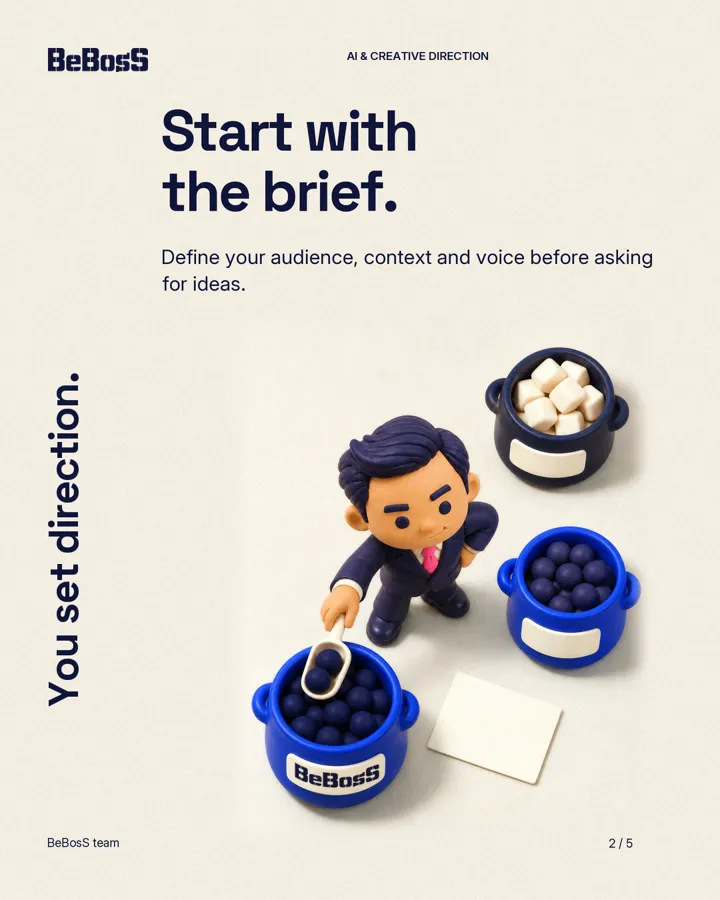 BeBosS
AI & CREATIVE DIRECTION
Start with
the brief.
Define your audience, context and voice before asking
for ideas.
You set direction.
BeBosS
BeBosS team
2 / 5